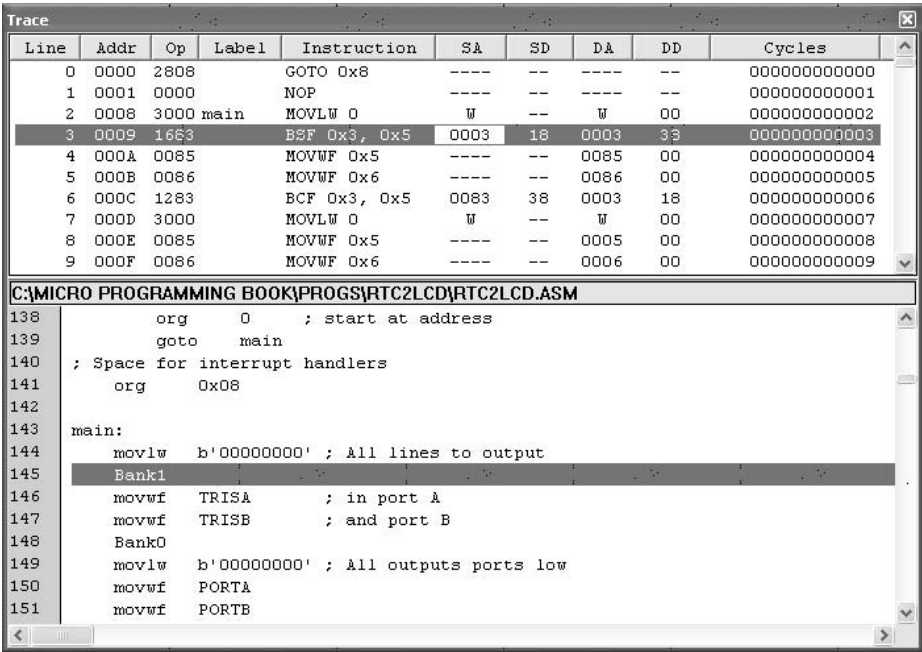 Trace
Line Addr Op Label Instruction SA SD DA DD Cycles
0 0000 2808 GOTO 0x8 ---- -- ---- -- 000000000000
1 0001 0000 NOP ---- -- ---- -- 000000000001
2 0008 3000 main MOVLW 0 W -- W 00 000000000002
3 0009 1683 BSF 0x3, 0x5 0003 18 0003 38 000000000003
4 000A 0085 MOVWF 0x5 ---- -- 0085 00 000000000004
5 000B 0086 MOVWF 0x6 ---- -- 0086 00 000000000005
6 000C 1283 BCF 0x3, 0x5 0083 38 0003 18 000000000006
7 000D 3000 MOVLW 0 W -- W 00 000000000007
8 000E 0085 MOVWF 0x5 ---- -- 0005 00 000000000008
9 000F 0086 MOVWF 0x6 ---- -- 0006 00 000000000009
C:\MICRO PROGRAMMING BOOK\PROGS\RTC2LCD\RTC2LCD.ASM
138 org 0 ; start at address
139 goto main
140 ; Space for interrupt handlers
141 org 0x08
142
143 main:
144 movlw b'00000000' ; All lines to output
145 Bank1
146 movwf TRISA ; in port A
147 movwf TRISB ; and port B
148 Bank0
149 movlw b'00000000' ; All outputs ports low
150 movwf PORTA
151 movwf PORTB